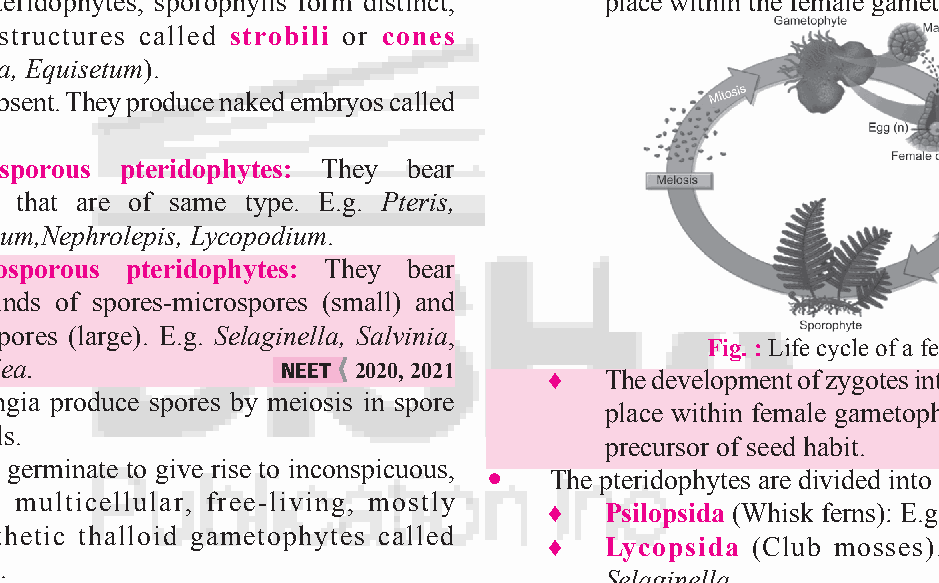 teridophytes, sporophylls form distinct,
structures called strobili or cones
a, Equisetum).
bsent. They produce naked embryos called
sporous pteridophytes: They bear
that are of same type. E.g. Pteris,
um,Nephrolepis, Lycopodium.
osporous pteridophytes: They bear
nds of spores-microspores (small) and
pores (large). E.g. Selaginella, Salvinia,
ea. NEET 2020, 2021
ngia produce spores by meiosis in spore
ls.
germinate to give rise to inconspicuous,
multicellular, free-living, mostly
thetic thalloid gametophytes called
place within the female gamet
Gametophyte
Ma
Mitosis
Egg (n)
Female
Meiosis
Sporophyte
Fig. : Life cycle of a fe
♦ The development of zygotes int
place within female gametoph
precursor of seed habit.
• The pteridophytes are divided into
♦ Psilopsida (Whisk ferns): E.g
♦ Lycopsida (Club mosses).
Selaginella
Publication Inc